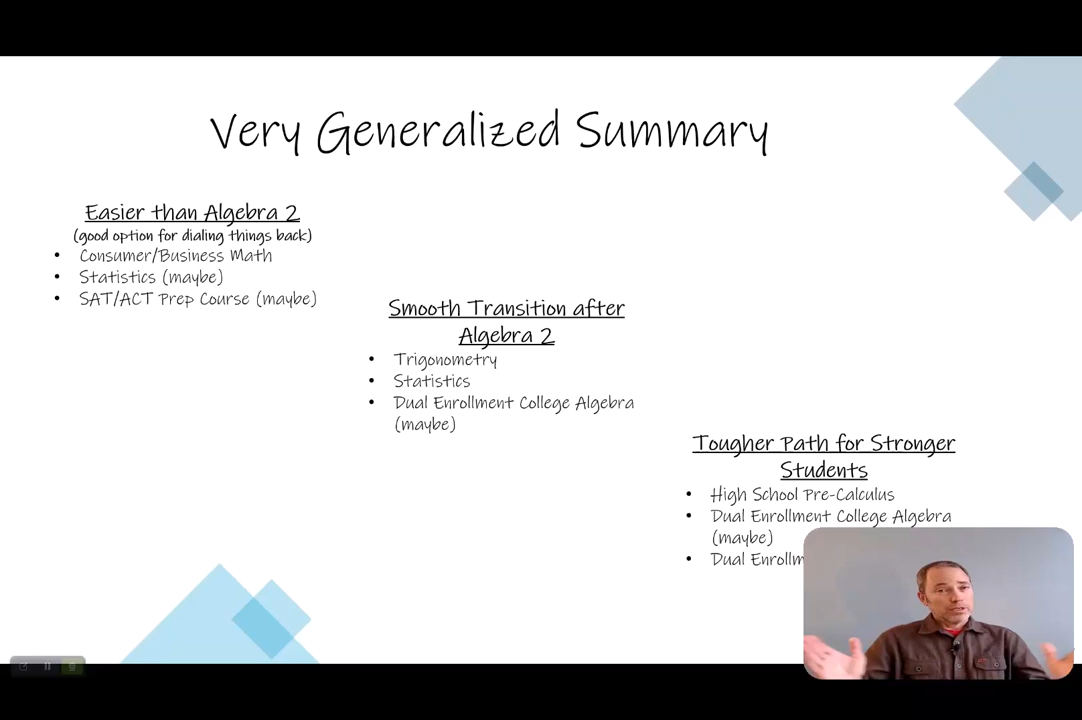 Very Generalized Summary
Easier than Algebra 2
(good option for dialing things back)
• Consumer/Business Math
• Statistics (maybe)
• SAT/ACT Prep Course (maybe)
Smooth Transition after
Algebra 2
• Trigonometry
• Statistics
• Dual Enrollment College Algebra
(maybe)
Tougher Path for Stronger
Students
• High School Pre-Calculus
• Dual Enrollment College Algebra
(maybe)
• Dual Enrollm